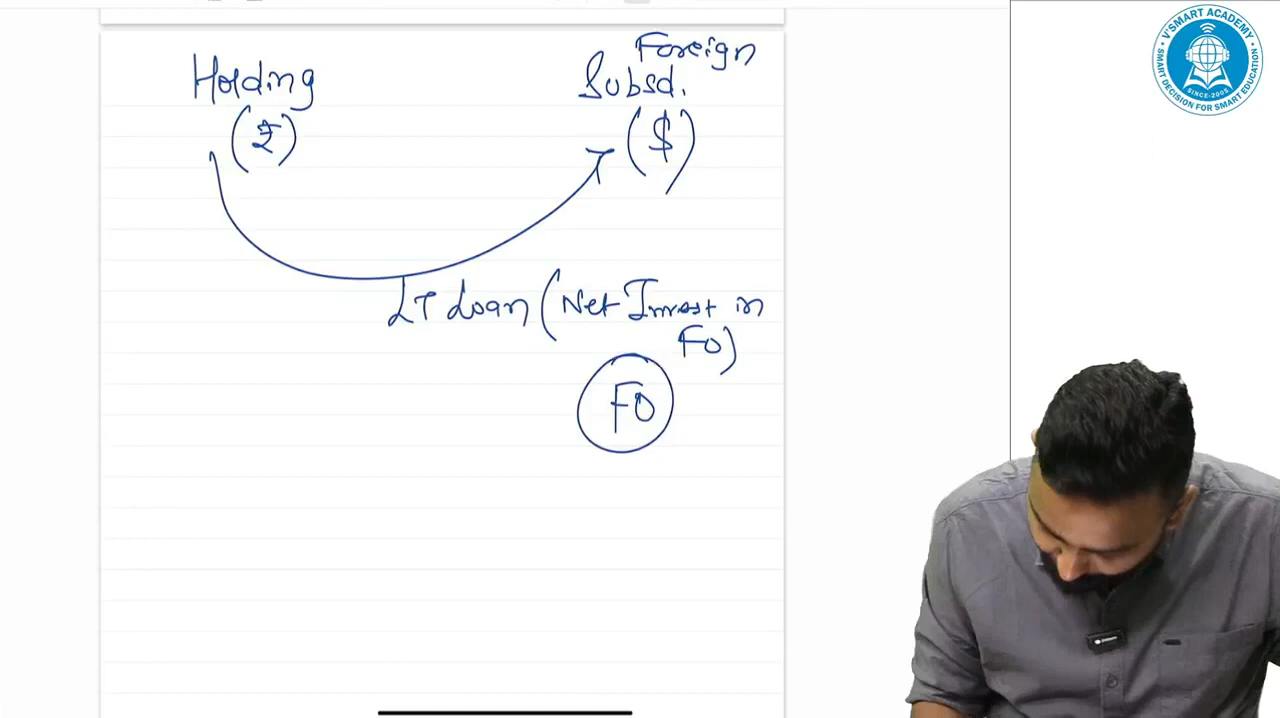 Holding
(₹)
Foreign
Subsd.
($)
LT Loan (Net Invest in
FO)
FO
V'SMART ACADEMY
SINCE-2005
SMART DECISION FOR SMART EDUCATION